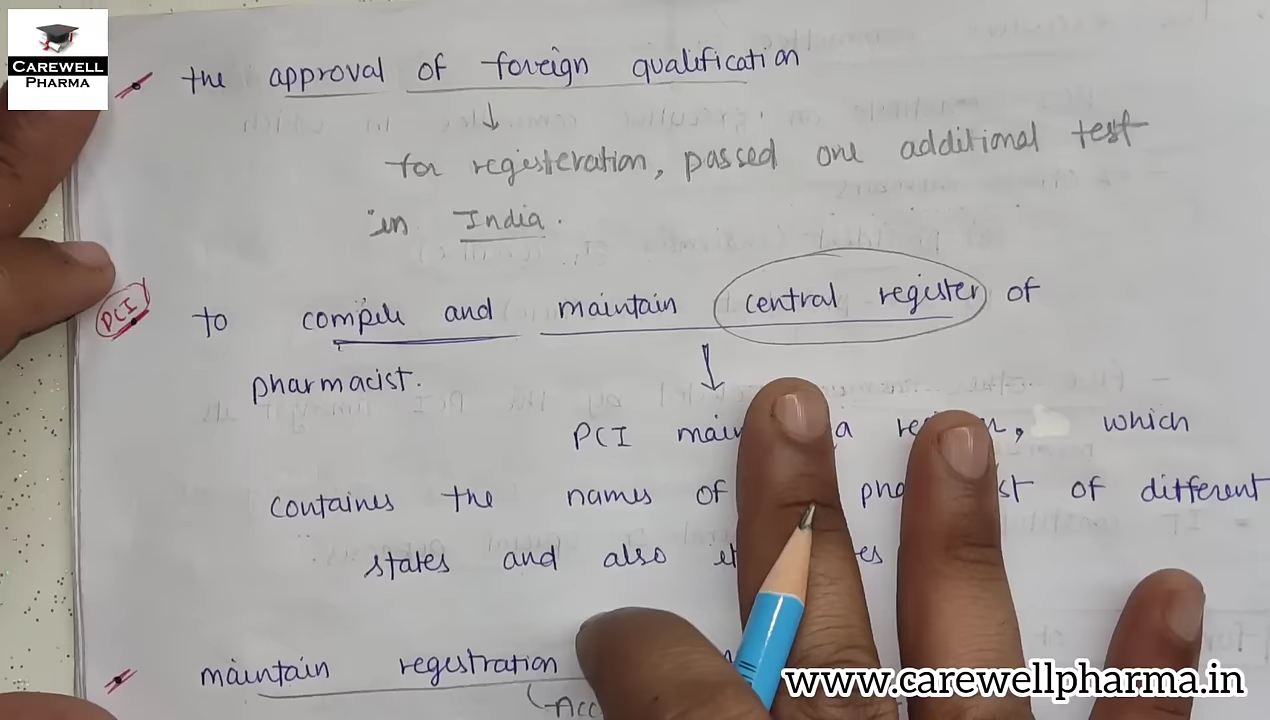 CAREWELL
PHARMA
the approval of foreign qualification
for registeration, passed one additional test
in India.
PCI
to compile and maintain central register of
pharmacist.
PCI a which
containes the names of of different
states and also
maintain regestration
www.carewellpharma.in